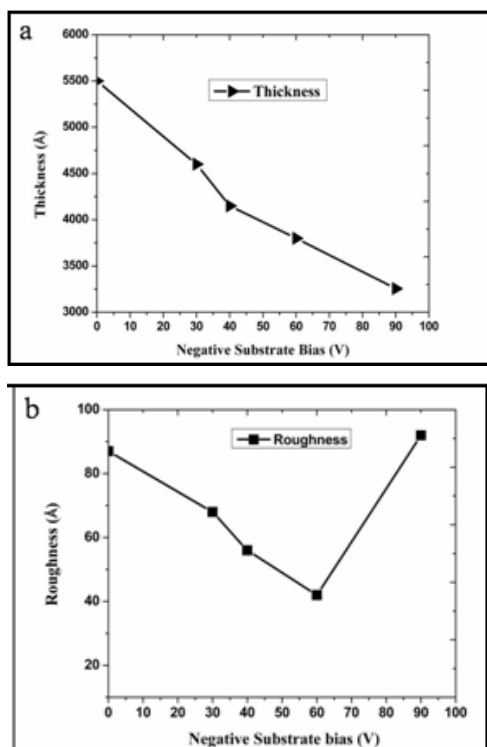 a
6000
5500
5000
4500
4000
3500
3000
Thickness (Å)
Thickness
0 10 20 30 40 50 60 70 80 90 100
Negative Substrate Bias (V)
b
100
80
60
40
20
Roughness (Å)
Roughness
0 10 20 30 40 50 60 70 80 90 100
Negative Substrate bias (V)